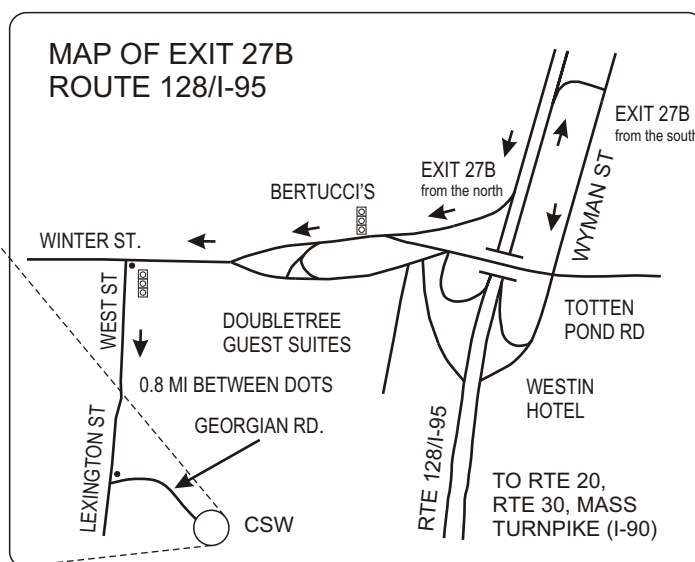 MAP OF EXIT 27B
ROUTE 128/I-95
EXIT 27B
from the south
EXIT 27B
from the north
WYMAN ST
BERTUCCI'S
WINTER ST.
WEST ST
DOUBLETREE
GUEST SUITES
TOTTEN
POND RD
0.8 MI BETWEEN DOTS
WESTIN
HOTEL
GEORGIAN RD.
LEXINGTON ST
RTE 128/I-95
TO RTE 20,
RTE 30, MASS
TURNPIKE (I-90)
CSW